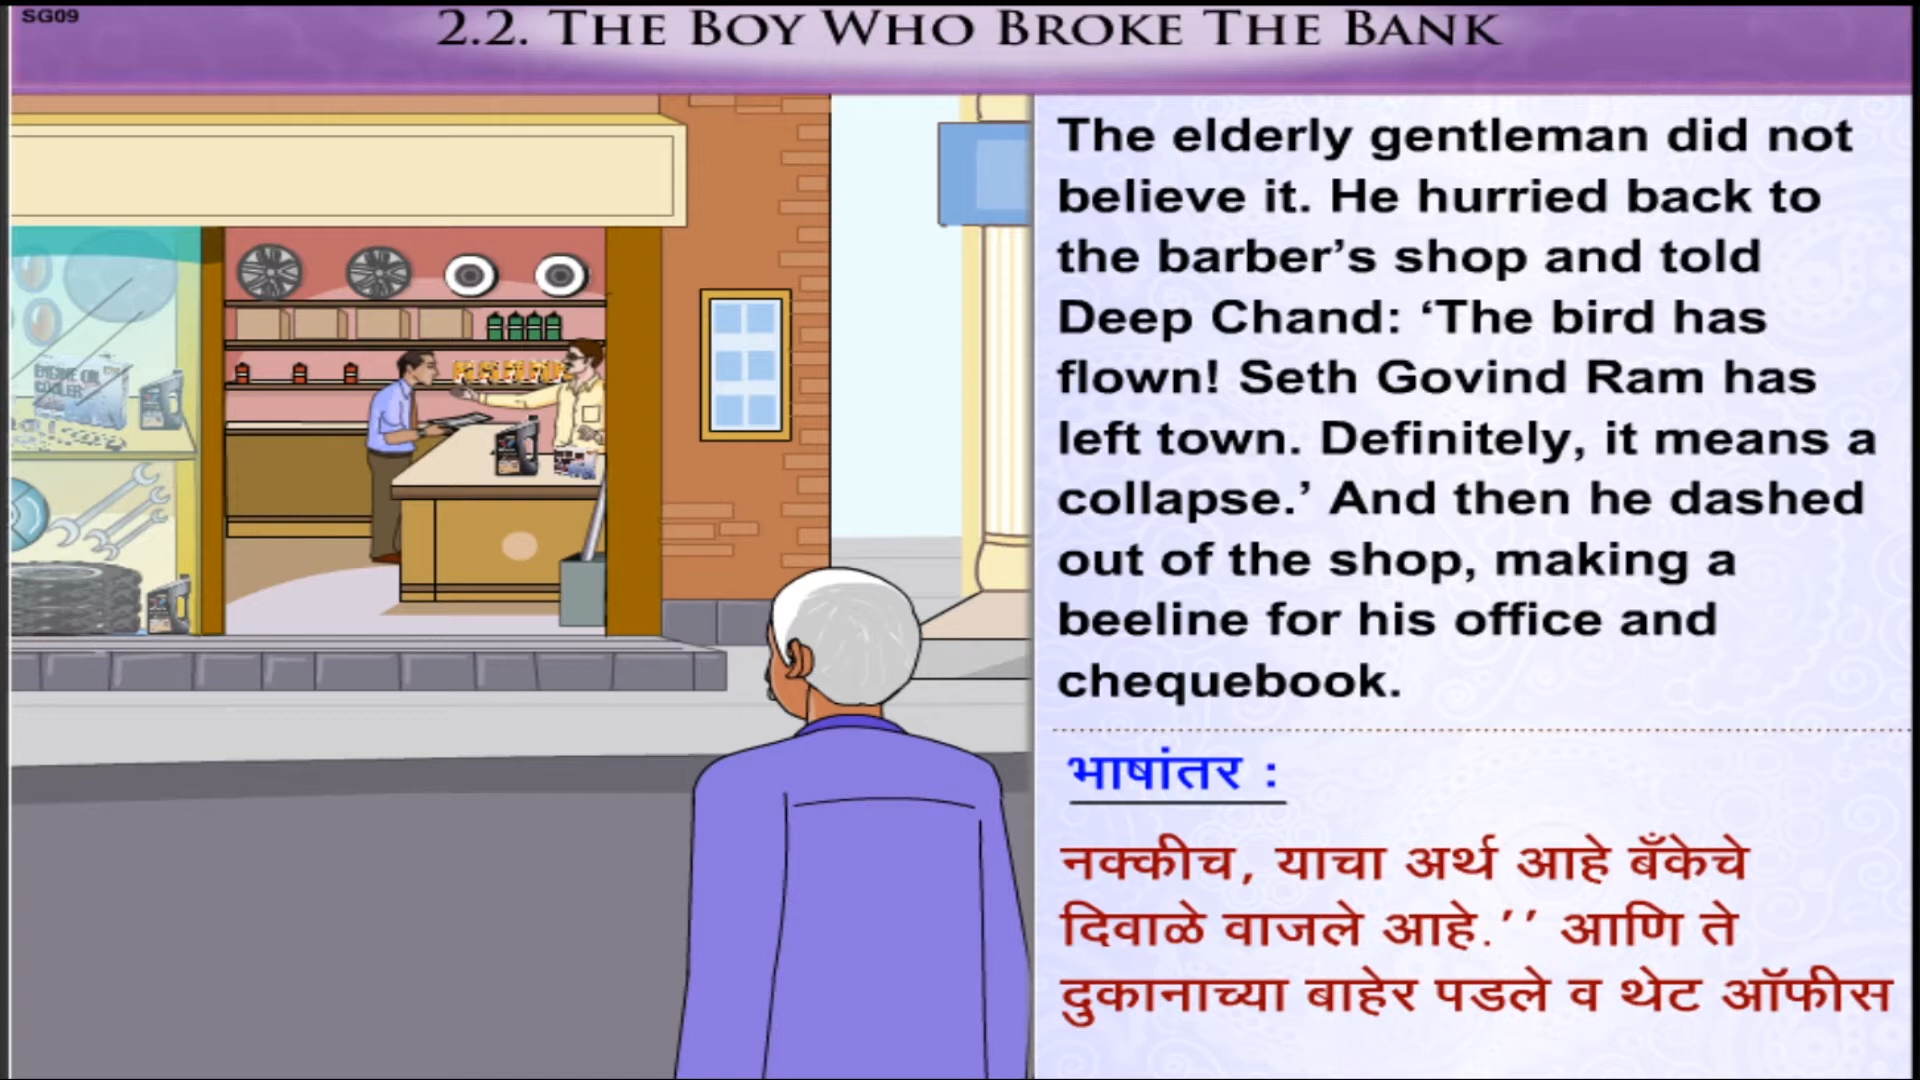 SG09
2.2. THE BOY WHO BROKE THE BANK
ENGINE OIL
COOLER
The elderly gentleman did not
believe it. He hurried back to
the barber’s shop and told
Deep Chand: ‘The bird has
flown! Seth Govind Ram has
left town. Definitely, it means a
collapse.’ And then he dashed
out of the shop, making a
beeline for his office and
chequebook.
भाषांतर :
नक्कीच, याचा अर्थ आहे बँकेचे
दिवाळे वाजले आहे.’’ आणि ते
दुकानाच्या बाहेर पडले व थेट ऑफीस